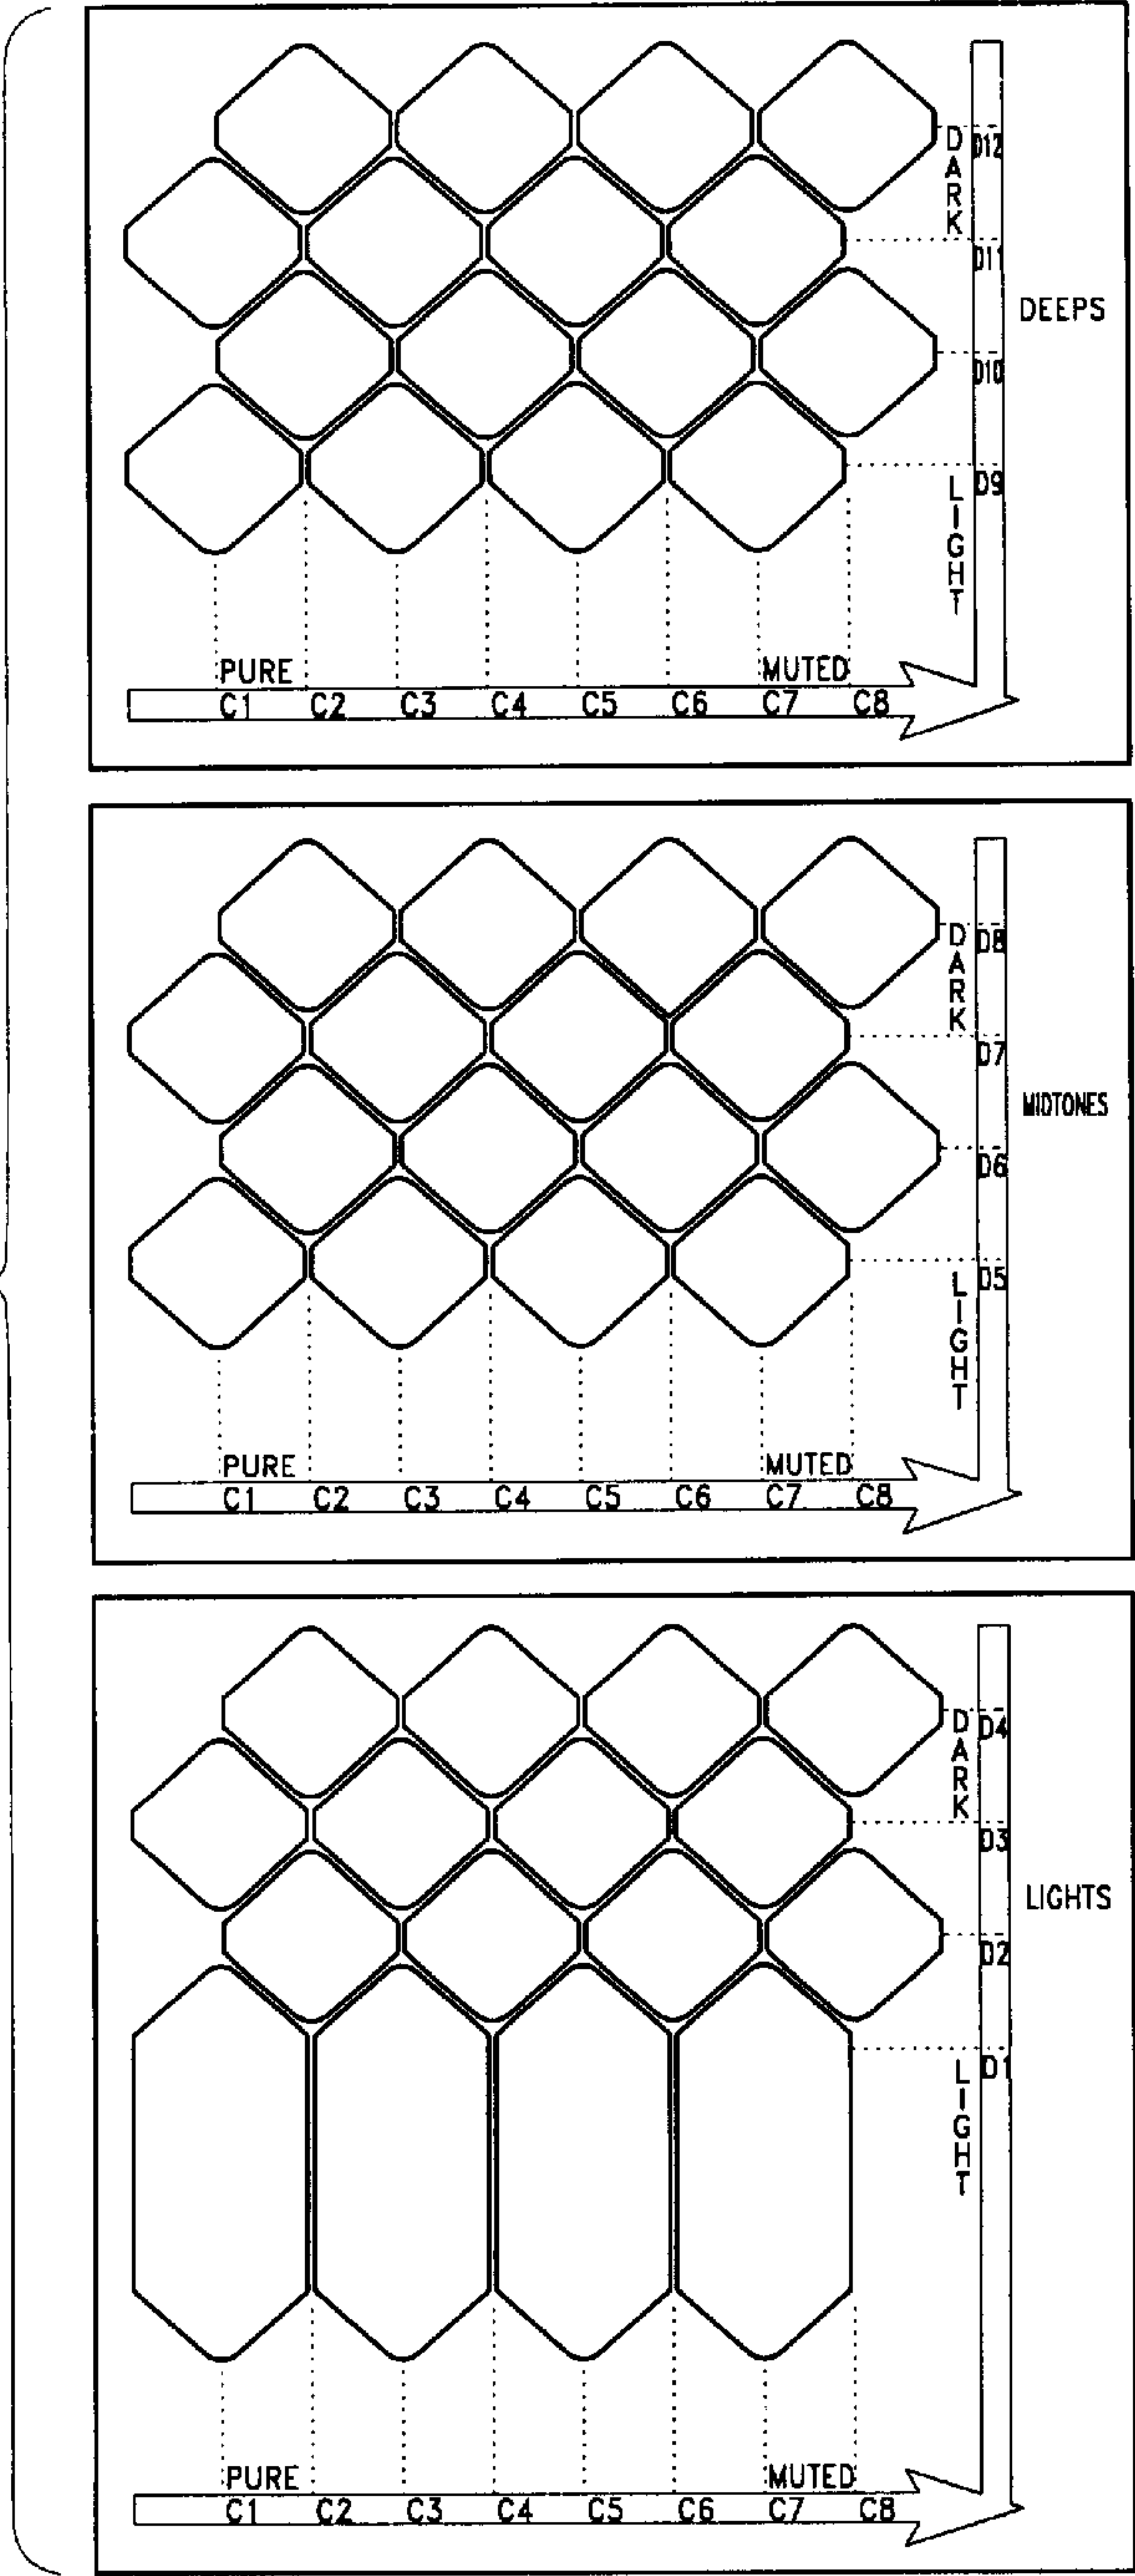 DARK
D12
D11
DEEPS
D10
D9
LIGHT
PURE MUTED
C1 C2 C3 C4 C5 C6 C7 C8
DARK
D8
D7
MIDTONES
D6
D5
LIGHT
PURE MUTED
C1 C2 C3 C4 C5 C6 C7 C8
DARK
D4
D3
LIGHTS
D2
D1
LIGHT
PURE MUTED
C1 C2 C3 C4 C5 C6 C7 C8